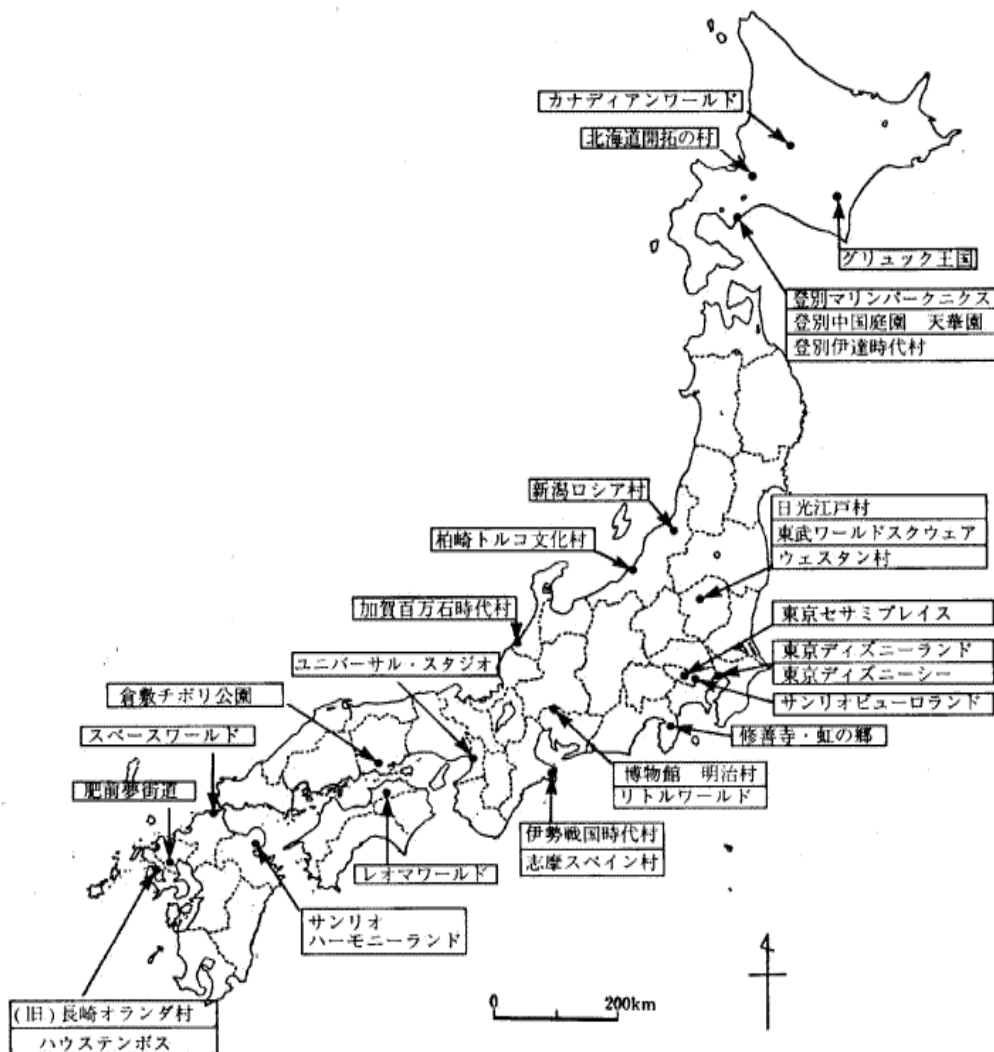 カナディアンワールド
北海道開拓の村
グリュック王国
登別マリンパークニクス
登別中国庭園　天華園
登別伊達時代村
新潟ロシア村
柏崎トルコ文化村
加賀百万石時代村
ユニバーサル・スタジオ
倉敷チボリ公園
スペースワールド
肥前夢街道
日光江戸村
東武ワールドスクウェア
ウェスタン村
東京セサミプレイス
東京ディズニーランド
東京ディズニーシー
サンリオピューロランド
修善寺・虹の郷
博物館　明治村
リトルワールド
伊勢戦国時代村
志摩スペイン村
レオマワールド
サンリオ
ハーモニーランド
(旧)長崎オランダ村
ハウステンボス
0 200km